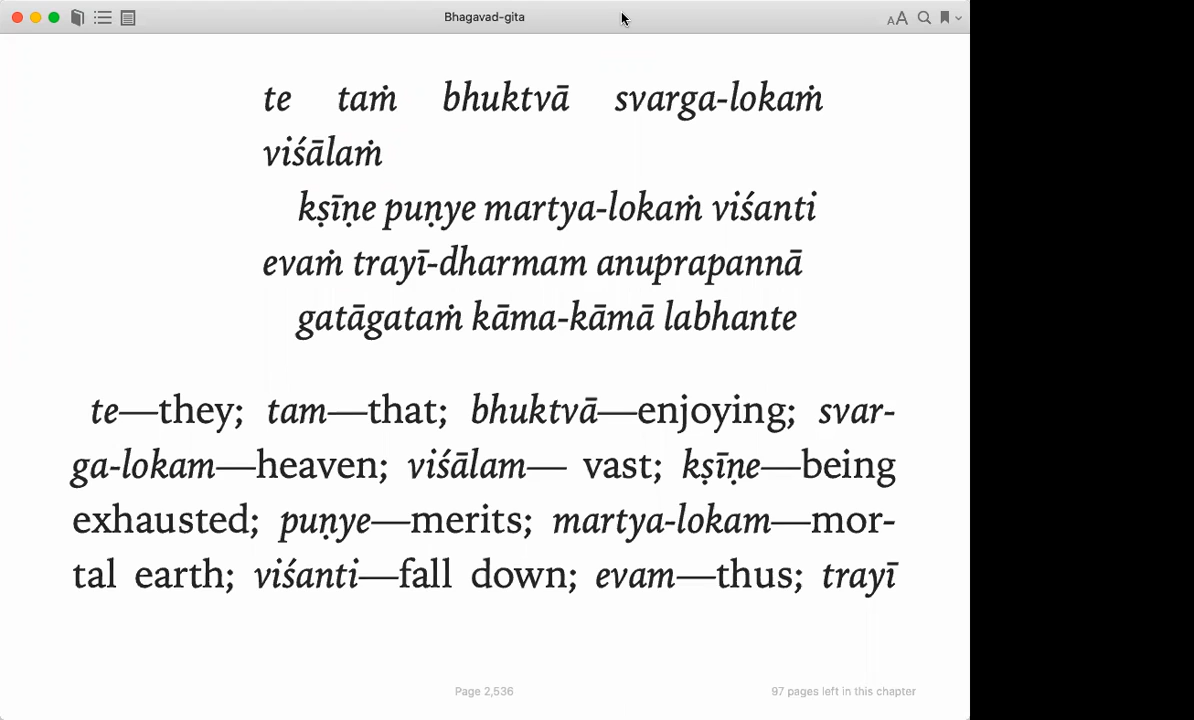 Bhagavad-gita
AA
te taṁ bhuktvā svarga-lokaṁ
viśālaṁ
kṣīṇe puṇye martya-lokaṁ viśanti
evaṁ trayī-dharmam anuprapannā
gatāgataṁ kāma-kāmā labhante
te—they; tam—that; bhuktvā—enjoying; svar-
ga-lokam—heaven; viśālam— vast; kṣīṇe—being
exhausted; puṇye—merits; martya-lokam—mor-
tal earth; viśanti—fall down; evam—thus; trayī
Page 2,536
97 pages left in this chapter